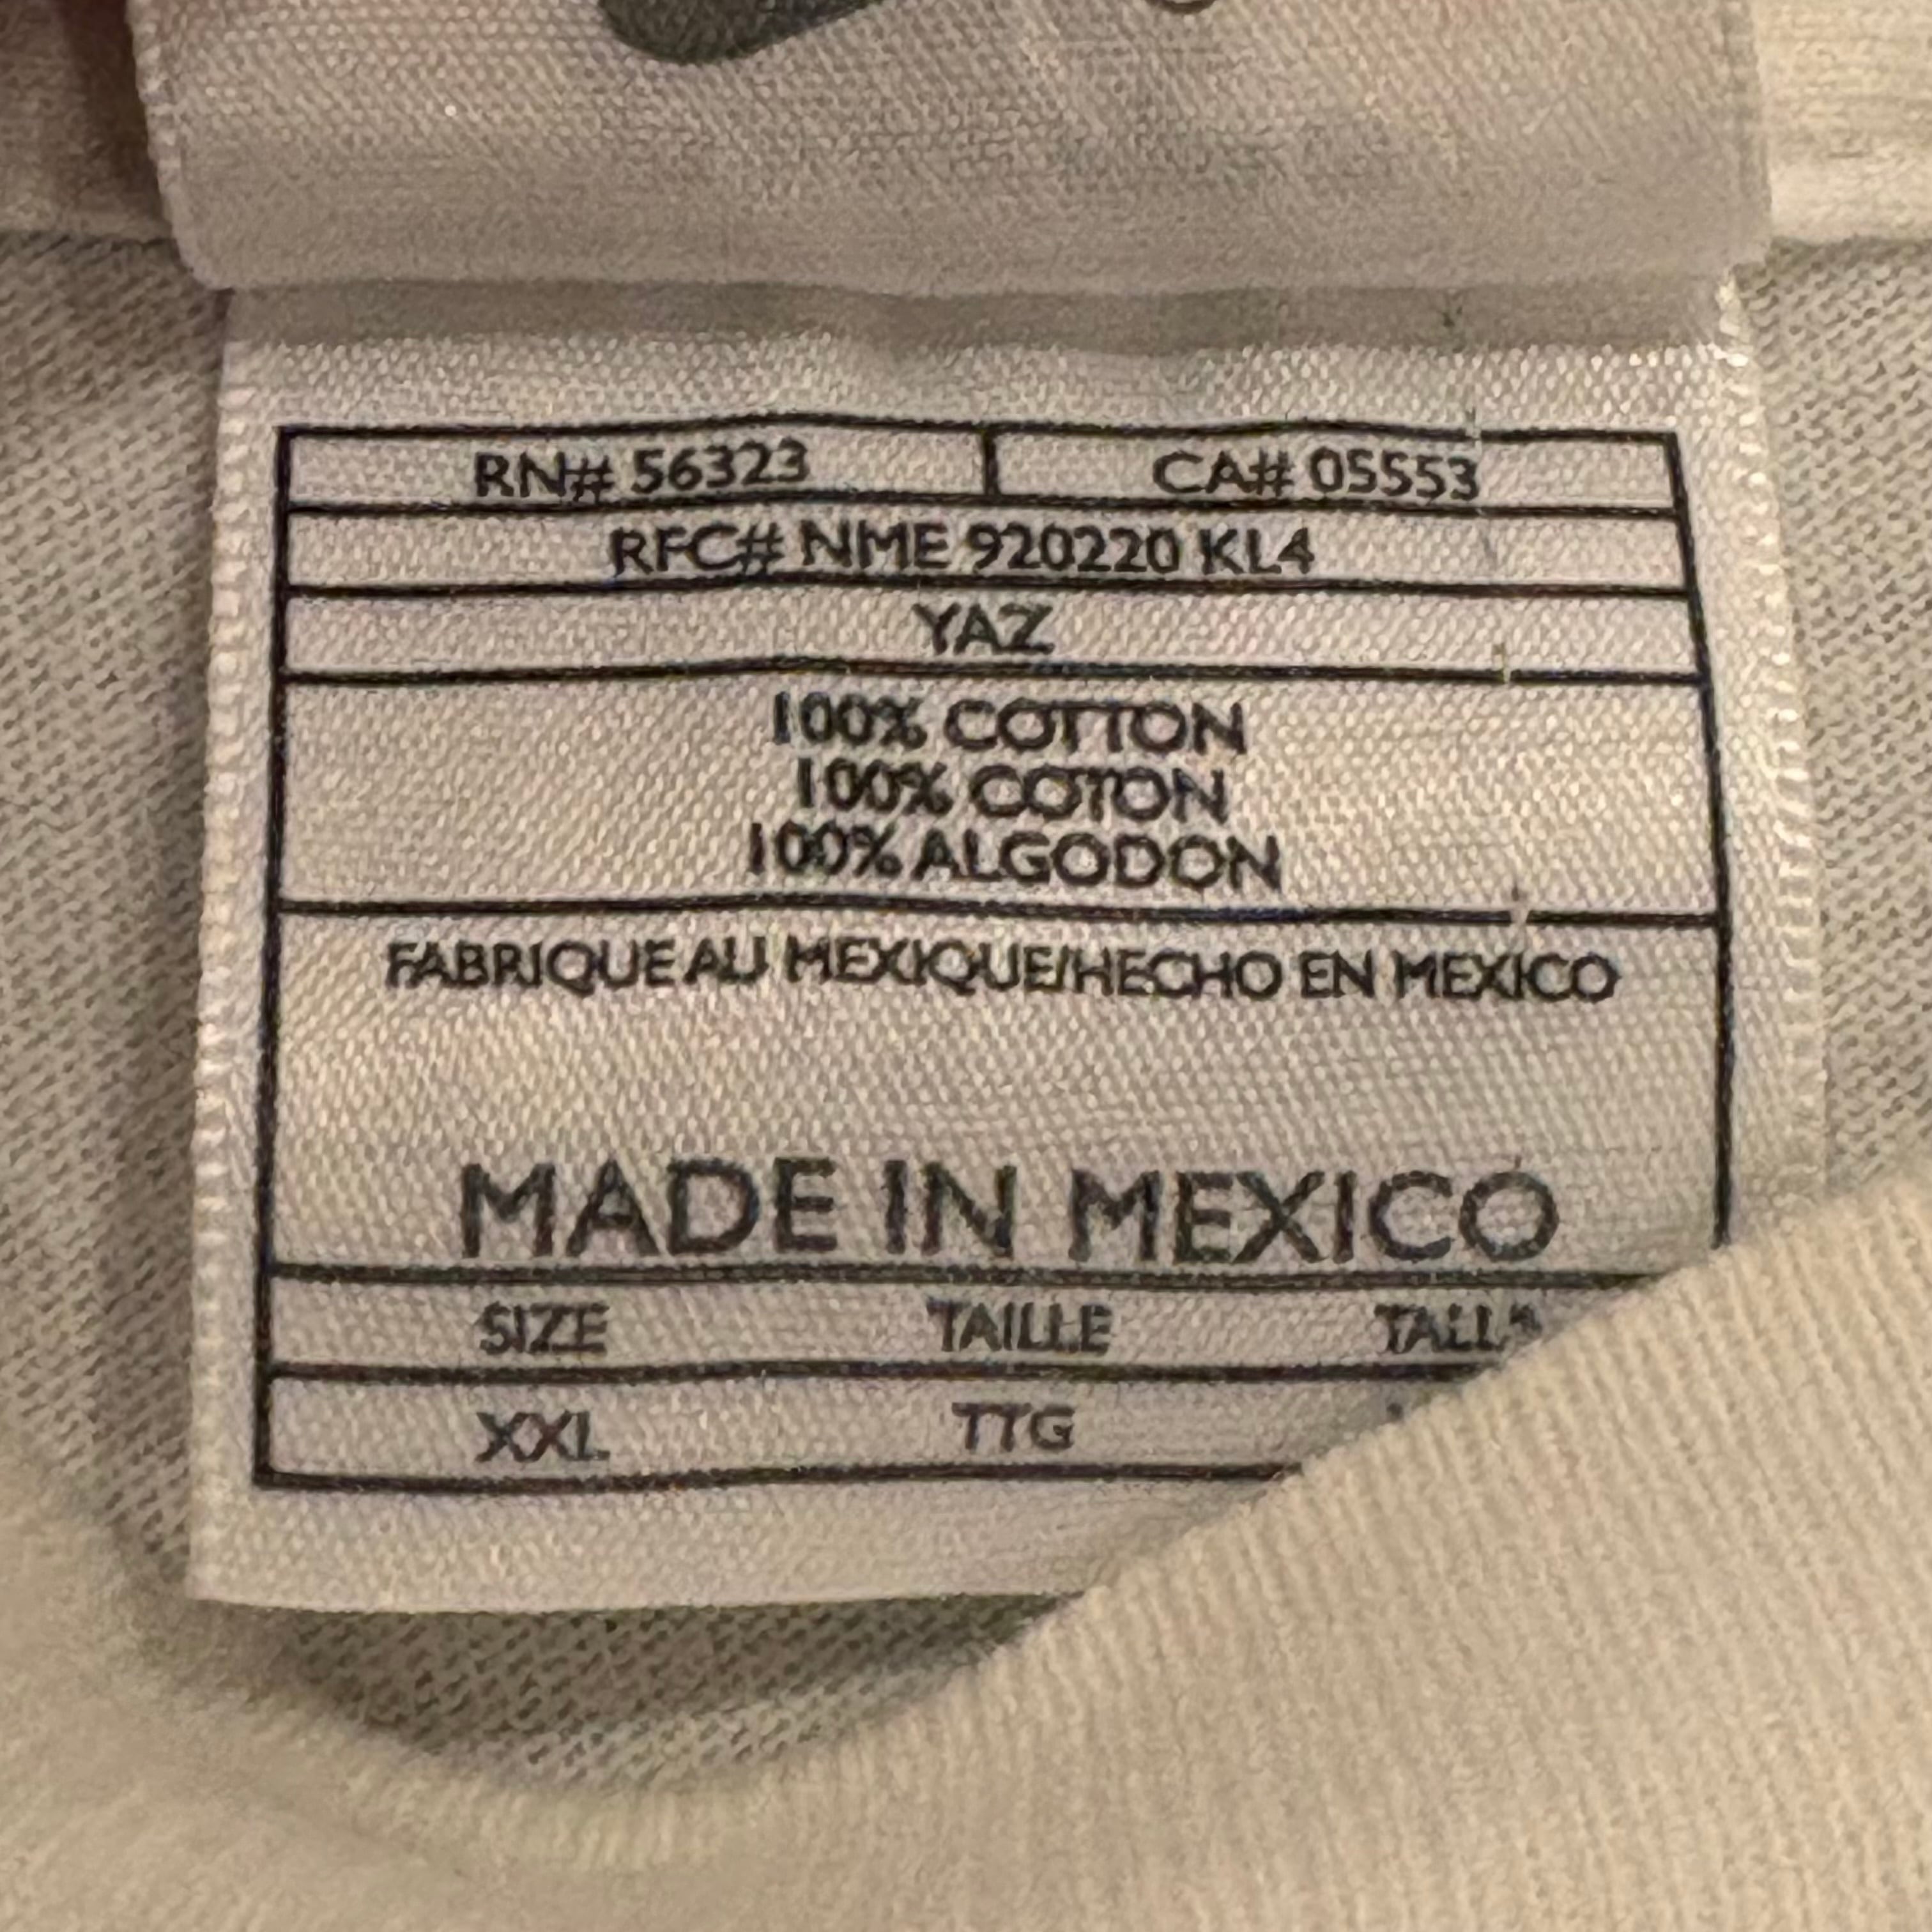 RN# 56323 CA# 05553
RFC# NME 920220 KL4
YAZ
100% COTTON
100% COTON
100% ALGODON
FABRIQUE AU MEXIQUE/HECHO EN MEXICO
MADE IN MEXICO
SIZE TAILLE
XXL TTG